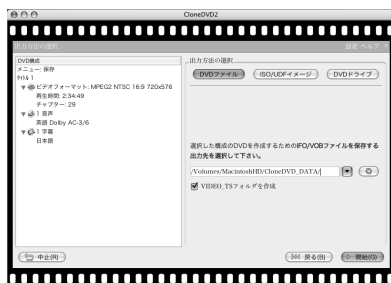 CloneDVD2
出力方法の選択
設定 ヘルプ ?
DVD構成
メニュー: 保存
タイトル 1
ビデオフォーマット: MPEG2 NTSC 16:9 720x576
再生時間: 2:34:49
チャプター: 29
1 音声
英語 Dolby AC-3/6
1 字幕
日本語
出力方法の選択
DVDファイル
ISO/UDFイメージ
DVDドライブ
選択した構成のDVDを作成するためのIFO/VOBファイルを保存する
出力先を選択して下さい。
/Volumes/MacintoshHD/CloneDVD_DATA/
VIDEO_TSフォルダを作成
中止(R)
戻る(B)
開始(G)